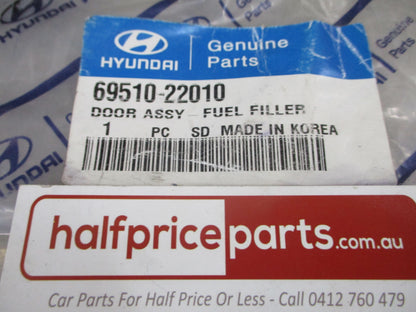 HYUNDAI
Genuine
Parts
69510-22010
DOOR ASSY - FUEL FILLER
1 PC SD MADE IN KOREA
halfpriceparts.com.au
Car Parts For Half Price Or Less - Call 0412 760 479